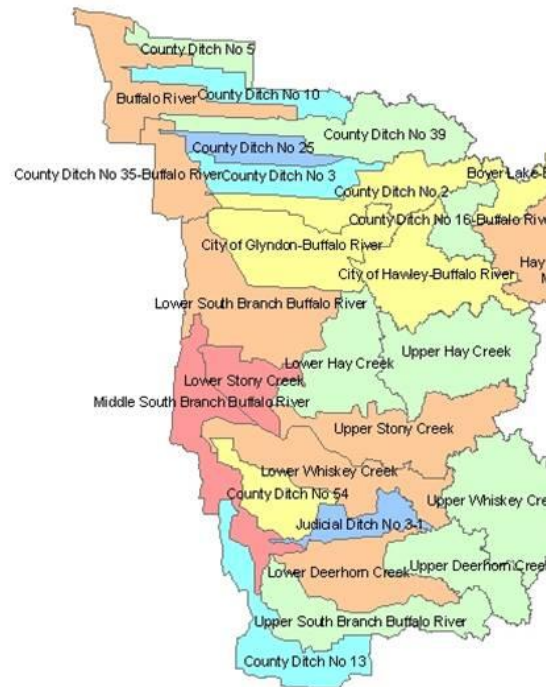 County Ditch No 5
County Ditch No 10
Buffalo River
County Ditch No 39
County Ditch No 25
County Ditch No 35-Buffalo River
County Ditch No 3
Boyer Lake-
County Ditch No 2
County Ditch No 16-Buffalo River
City of Glyndon-Buffalo River
Hay
City of Hawley-Buffalo River
M
Lower South Branch Buffalo River
Upper Hay Creek
Lower Hay Creek
Lower Stony Creek
Middle South Branch Buffalo River
Upper Stony Creek
Lower Whiskey Creek
County Ditch No 54
Upper Whiskey Creek
Judicial Ditch No 3-1
Upper Deerhorn Creek
Lower Deerhorn Creek
Upper South Branch Buffalo River
County Ditch No 13